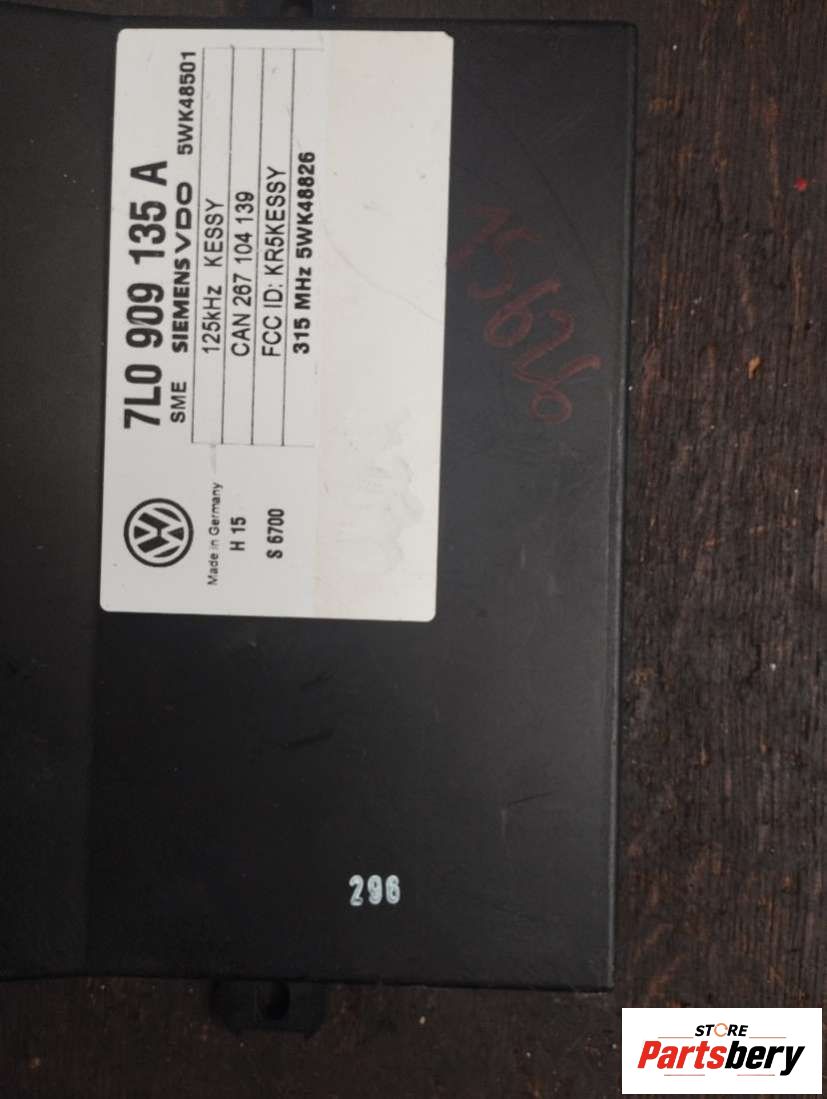 7L0 909 135 A
SME SIEMENS VDO 5WK48501
125kHz KESSY
CAN 267 104 139
FCC ID: KR5KESSY
315 MHz 5WK48826
Made in Germany
H 15
S 6700
296
STORE
Partsbery